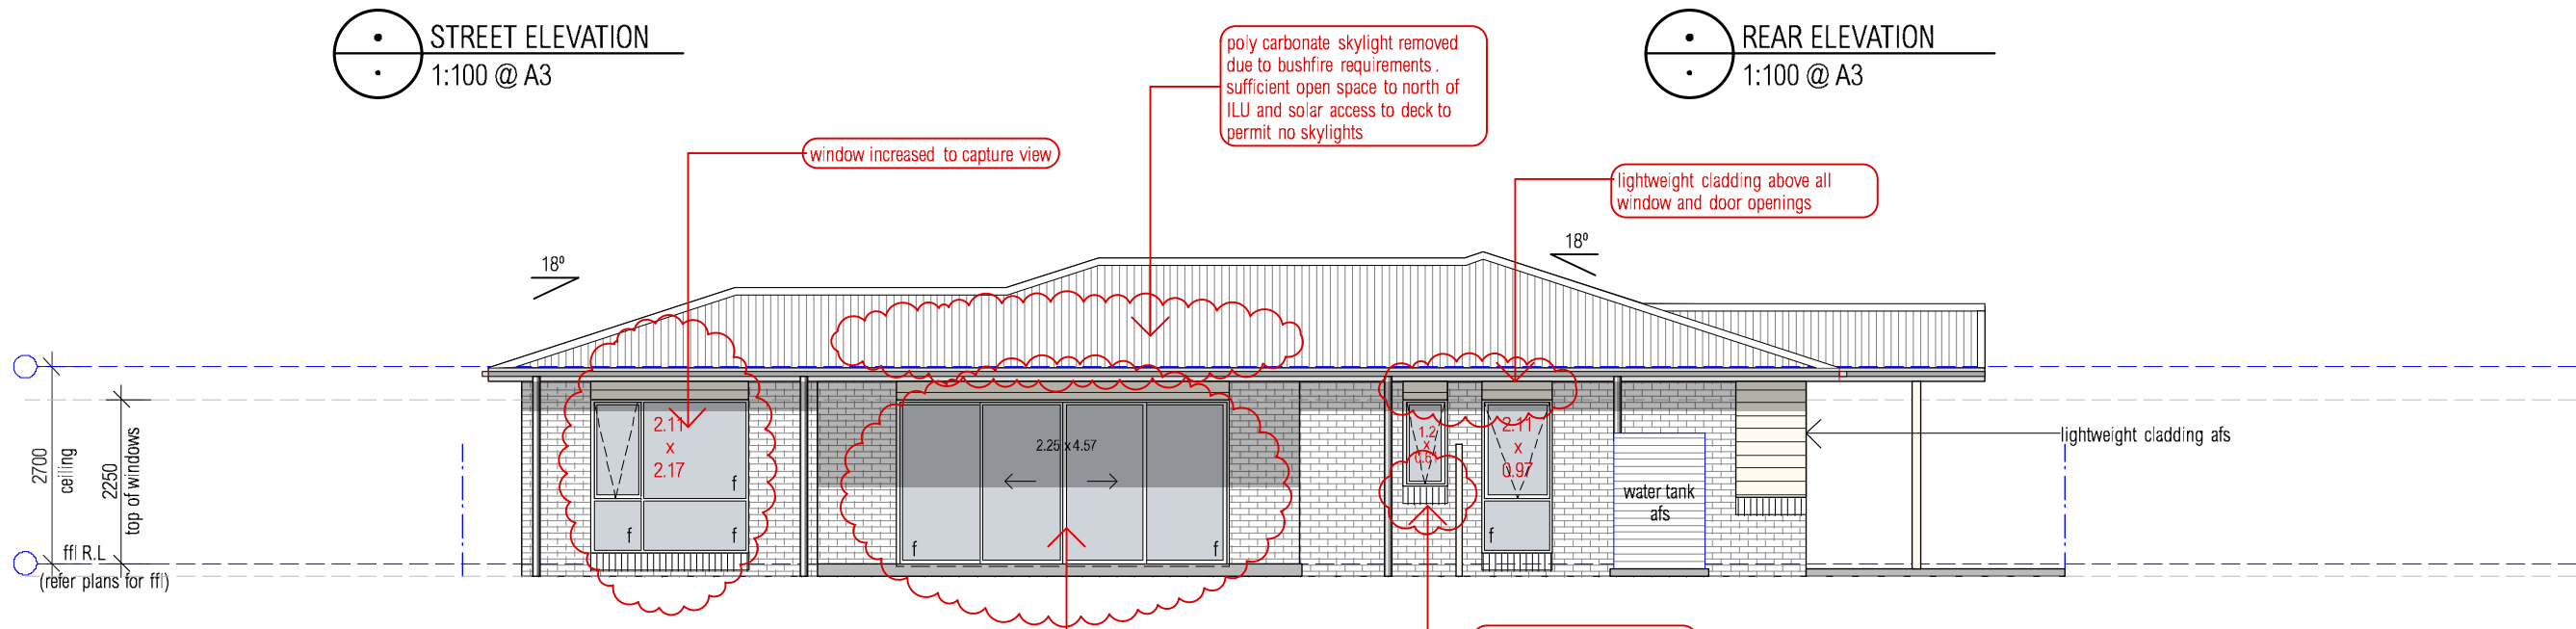 STREET ELEVATION
1:100 @ A3
REAR ELEVATION
1:100 @ A3
poly carbonate skylight removed
due to bushfire requirements.
sufficient open space to north of
ILU and solar access to deck to
permit no skylights
window increased to capture view
lightweight cladding above all
window and door openings
18º
18º
2700
ceiling
2250
top of windows
ffl R.L
(refer plans for ffl)
2.11
x
2.17
f
f
f
2.25 x 4.57
f
f
1.2
x
2.11
x
0.97
f
water tank
afs
lightweight cladding afs